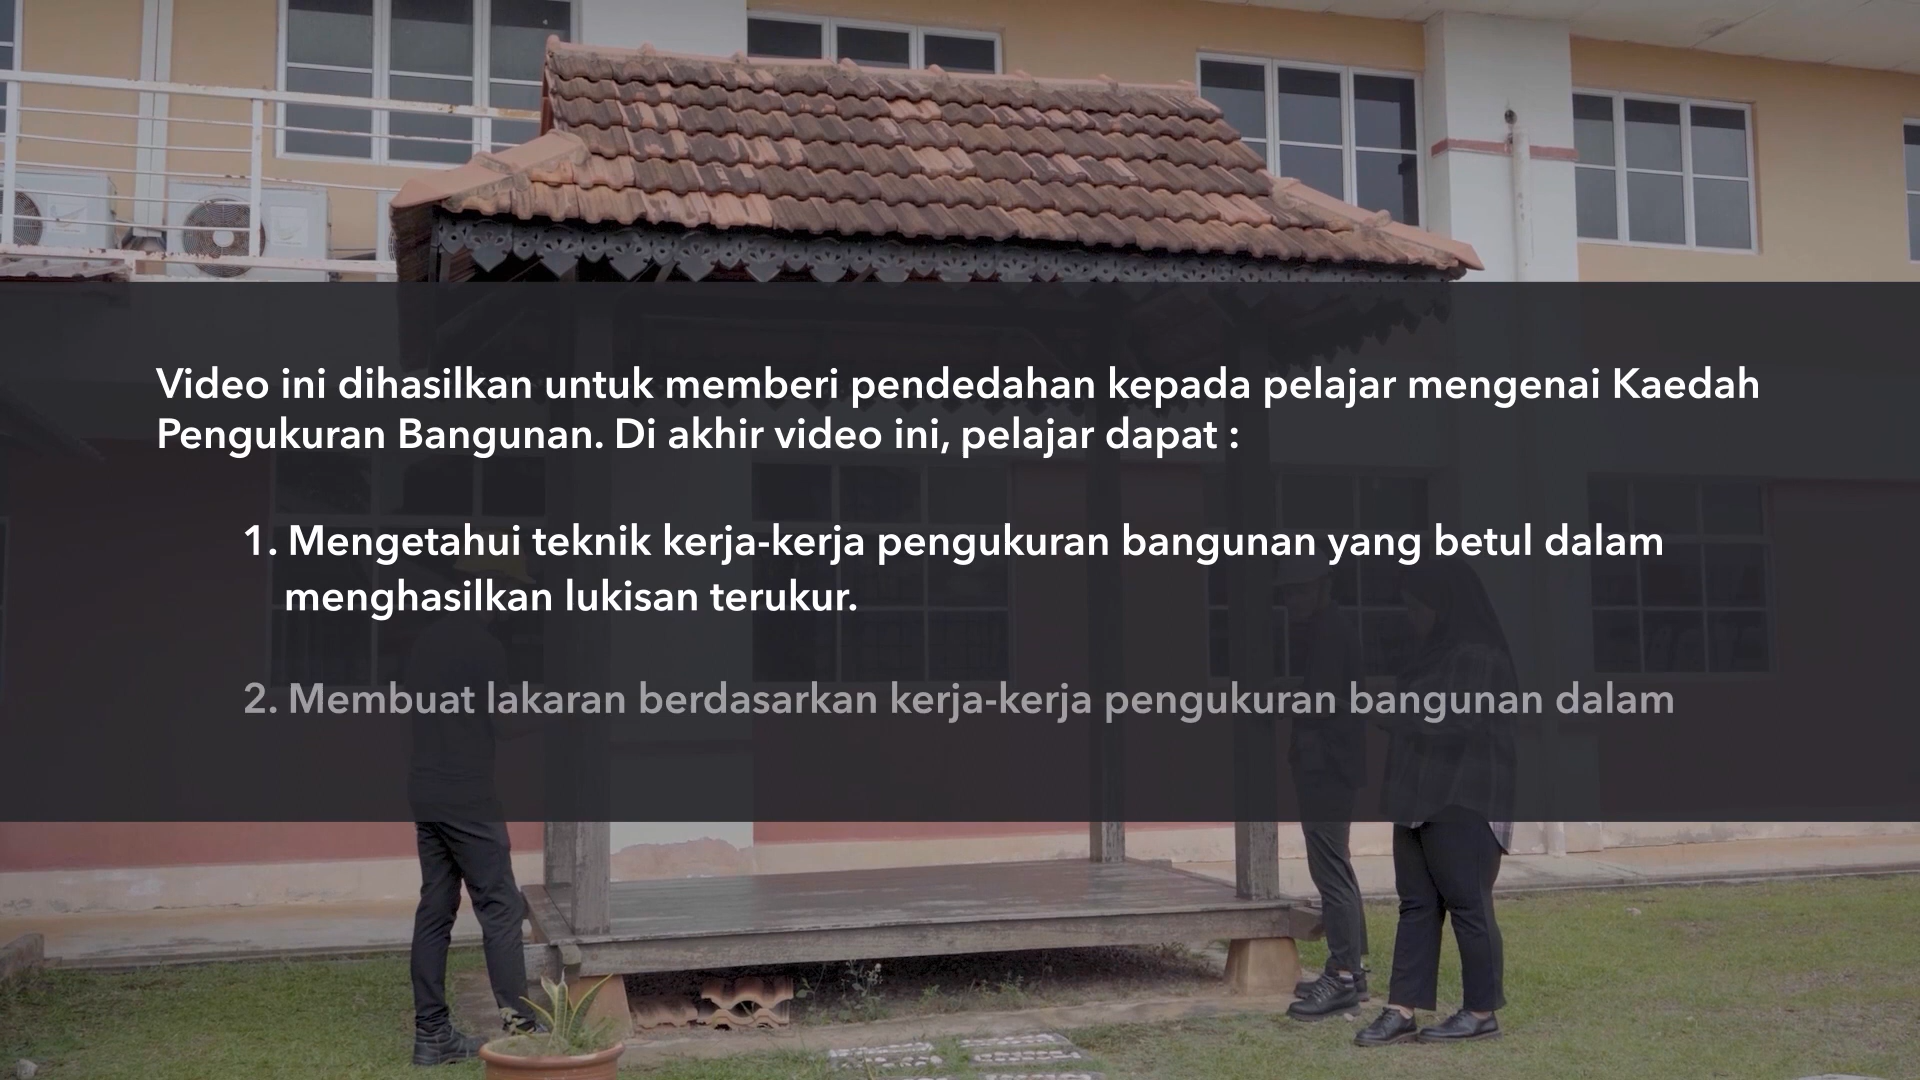 Video ini dihasilkan untuk memberi pendedahan kepada pelajar mengenai Kaedah
Pengukuran Bangunan. Di akhir video ini, pelajar dapat :
1. Mengetahui teknik kerja-kerja pengukuran bangunan yang betul dalam
menghasilkan lukisan terukur.
2. Membuat lakaran berdasarkan kerja-kerja pengukuran bangunan dalam